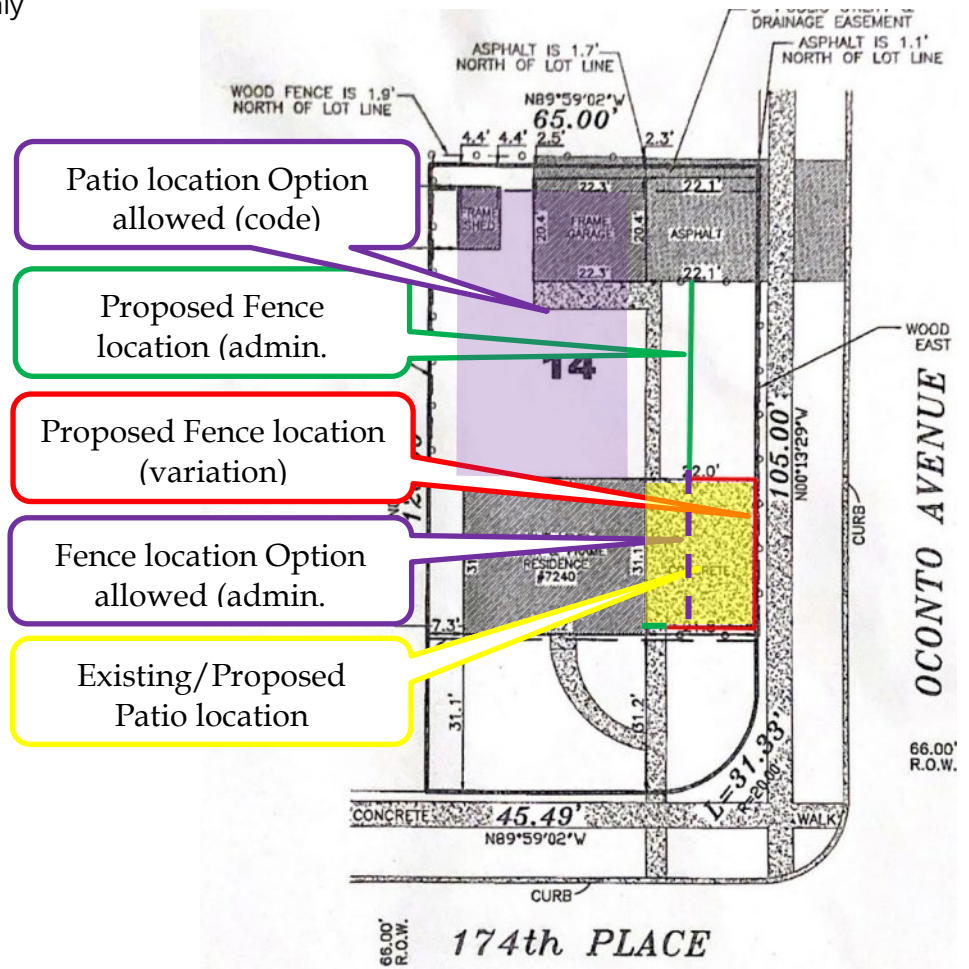 DRAINAGE EASEMENT
ASPHALT IS 1.7'
NORTH OF LOT LINE
ASPHALT IS 1.1'
NORTH OF LOT LINE
WOOD FENCE IS 1.9'
NORTH OF LOT LINE
N89°59'02"W
65.00'
4.4' 4.4' 2.5' 2.3'
Patio location Option
allowed (code)
22.3' 22.1'
FRAME
SHED
20.4'
FRAME
GARAGE
20.4'
ASPHALT
22.3' 22.1'
Proposed Fence
location (admin.
WOOD
EAST
14
Proposed Fence location
(variation)
22.0'
105.00'
N00°13'29"W
OCONTO AVENUE
CURB
Fence location Option
allowed (admin.
RESIDENCE
#7240
31.1'
7.3'
Existing/Proposed
Patio location
31.1'
31.2'
L=31.33'
R=20.00'
66.00'
R.O.W.
CONCRETE 45.49' WALK
N89°59'02"W
CURB
66.00'
R.O.W.
174th PLACE